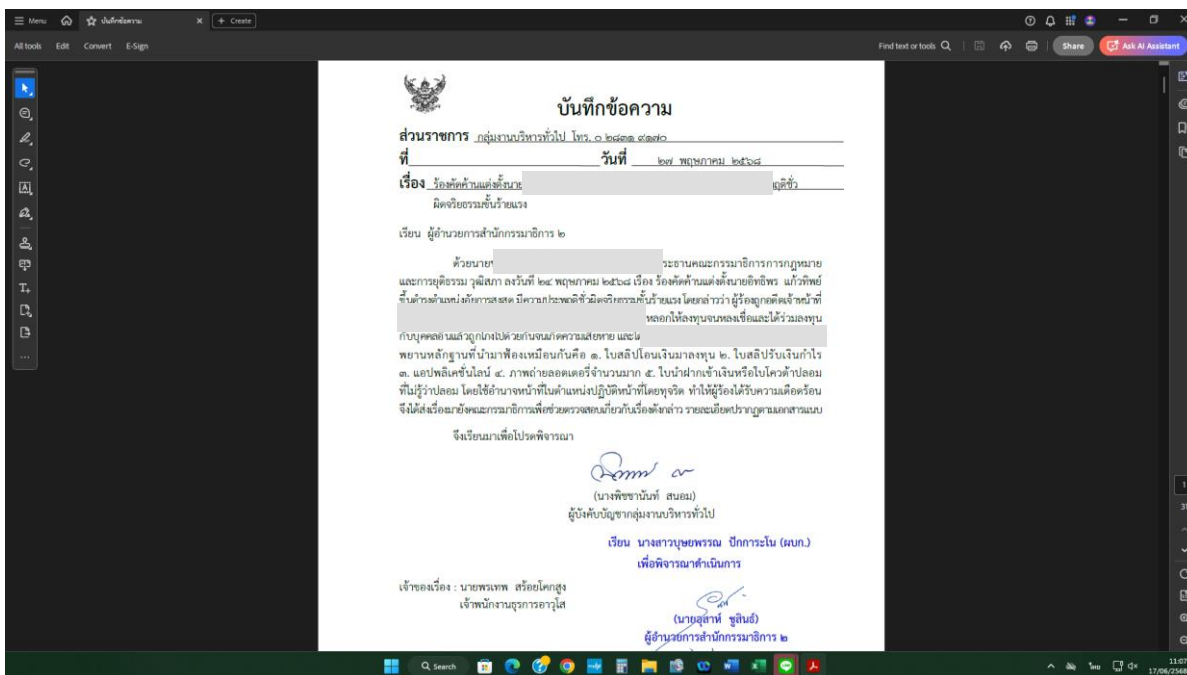 Menu
บันทึกข้อความ
+ Create
All tools Edit Convert E-Sign
Find text or tools
Share
Ask AI Assistant
บันทึกข้อความ
ส่วนราชการ กลุ่มงานบริหารทั่วไป โทร. ๐ ๒๘๓๑ ๙๑๗๐
ที่ วันที่ ๒๗ พฤษภาคม ๒๕๖๘
เรื่อง ร้องคัดค้านแต่งตั้งนาย
ผิดจริยธรรมขั้นร้ายแรง
เรียน ผู้อำนวยการสำนักกรรมาธิการ ๒
ด้วยนาย ระธานคณะกรรมาธิการการกฎหมาย
และการยุติธรรม วุฒิสภา ลงวันที่ ๒๔ พฤษภาคม ๒๕๖๘ เรื่อง ร้องคัดค้านแต่งตั้งนายอิทธิพร แก้วทิพย์
ขึ้นดำรงตำแหน่งอัยการสูงสุด มีความประพฤติชั่วผิดจริยธรรมขั้นร้ายแรง โดยกล่าวว่า ผู้ร้องถูกอดีตเจ้าหน้าที่
หลอกให้ลงทุนจนหลงเชื่อและได้ร่วมลงทุน
กับบุคคลอื่นแล้วถูกโกงไปด้วยกันจนเกิดความเสียหาย และได้
พยานหลักฐานที่นำมาฟ้องเหมือนกันคือ ๑. ใบสลิปโอนเงินมาลงทุน ๒. ใบสลิปรับเงินกำไร
๓. แอปพลิเคชั่นไลน์ ๔. ภาพถ่ายลอตเตอรี่จำนวนมาก ๕. ใบนำฝากเข้าเงินหรือใบโควต้าปลอม
ที่ไม่รู้ว่าปลอม โดยใช้อำนาจหน้าที่ในตำแหน่งปฏิบัติหน้าที่โดยทุจริต ทำให้ผู้ร้องได้รับความเดือดร้อน
จึงได้ส่งเรื่องมายังคณะกรรมาธิการเพื่อช่วยตรวจสอบเกี่ยวกับเรื่องดังกล่าว รายละเอียดปรากฏตามเอกสารแนบ
จึงเรียนมาเพื่อโปรดพิจารณา
(นางพิชชานันท์ สนอม)
ผู้บังคับบัญชากลุ่มงานบริหารทั่วไป
เรียน นางสาวบุษยพรรณ ปักการะโน (ผบก.)
เพื่อพิจารณาดำเนินการ
เจ้าของเรื่อง : นายพรเทพ สร้อยโคกสูง
เจ้าพนักงานธุรการอาวุโส
(นายอุสาห์ ชูสินธ์)
ผู้อำนวยการสำนักกรรมาธิการ ๒
Search
ไทย
11:07
17/06/2568